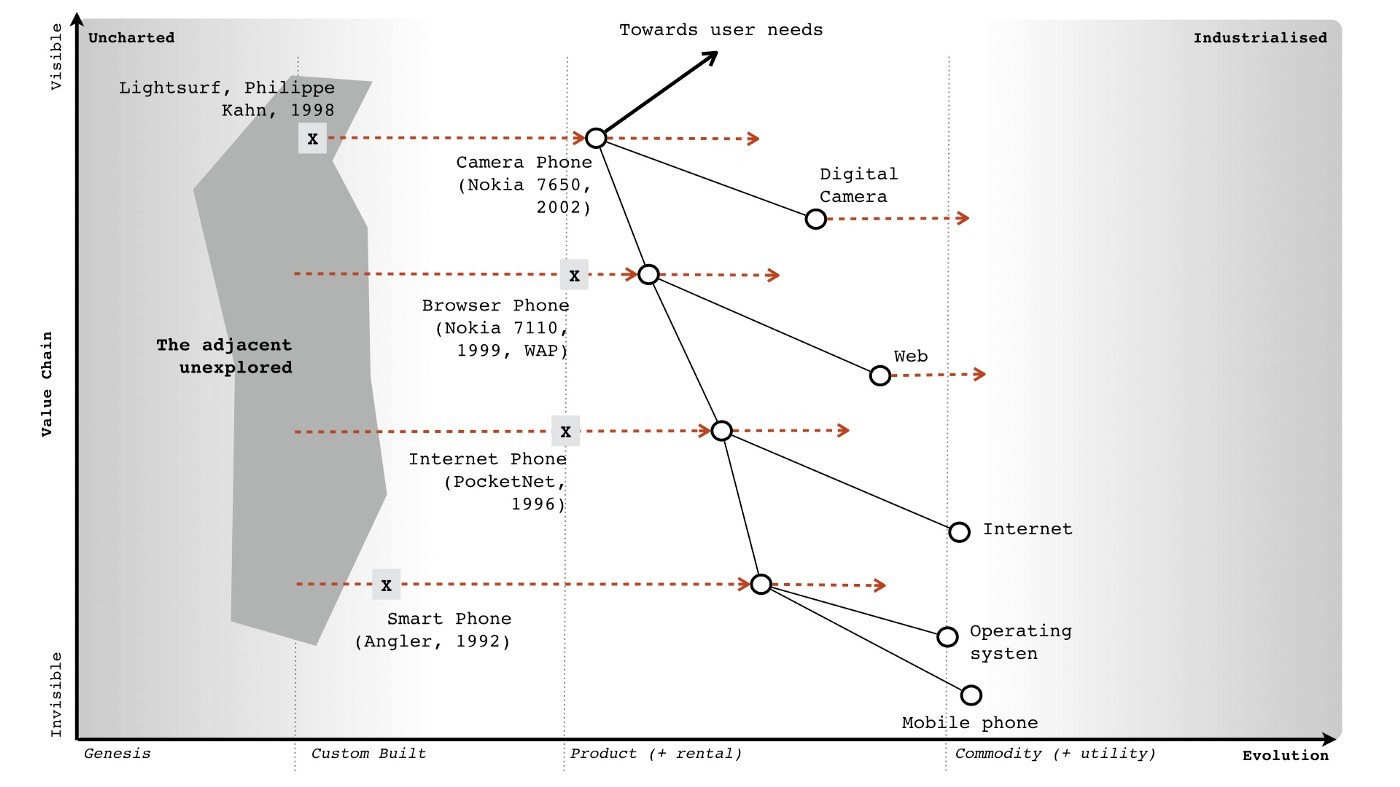 Towards user needs
Visible
Uncharted
Industrialised
Lightsurf, Philippe
Kahn, 1998
X
Camera Phone
(Nokia 7650,
2002)
Digital
Camera
X
Browser Phone
(Nokia 7110,
1999, WAP)
The adjacent
unexplored
Web
Value Chain
X
Internet Phone
(PocketNet,
1996)
Internet
X
Smart Phone
(Angler, 1992)
Operating
systen
Mobile phone
Invisible
Genesis
Custom Built
Product (+ rental)
Commodity (+ utility)
Evolution